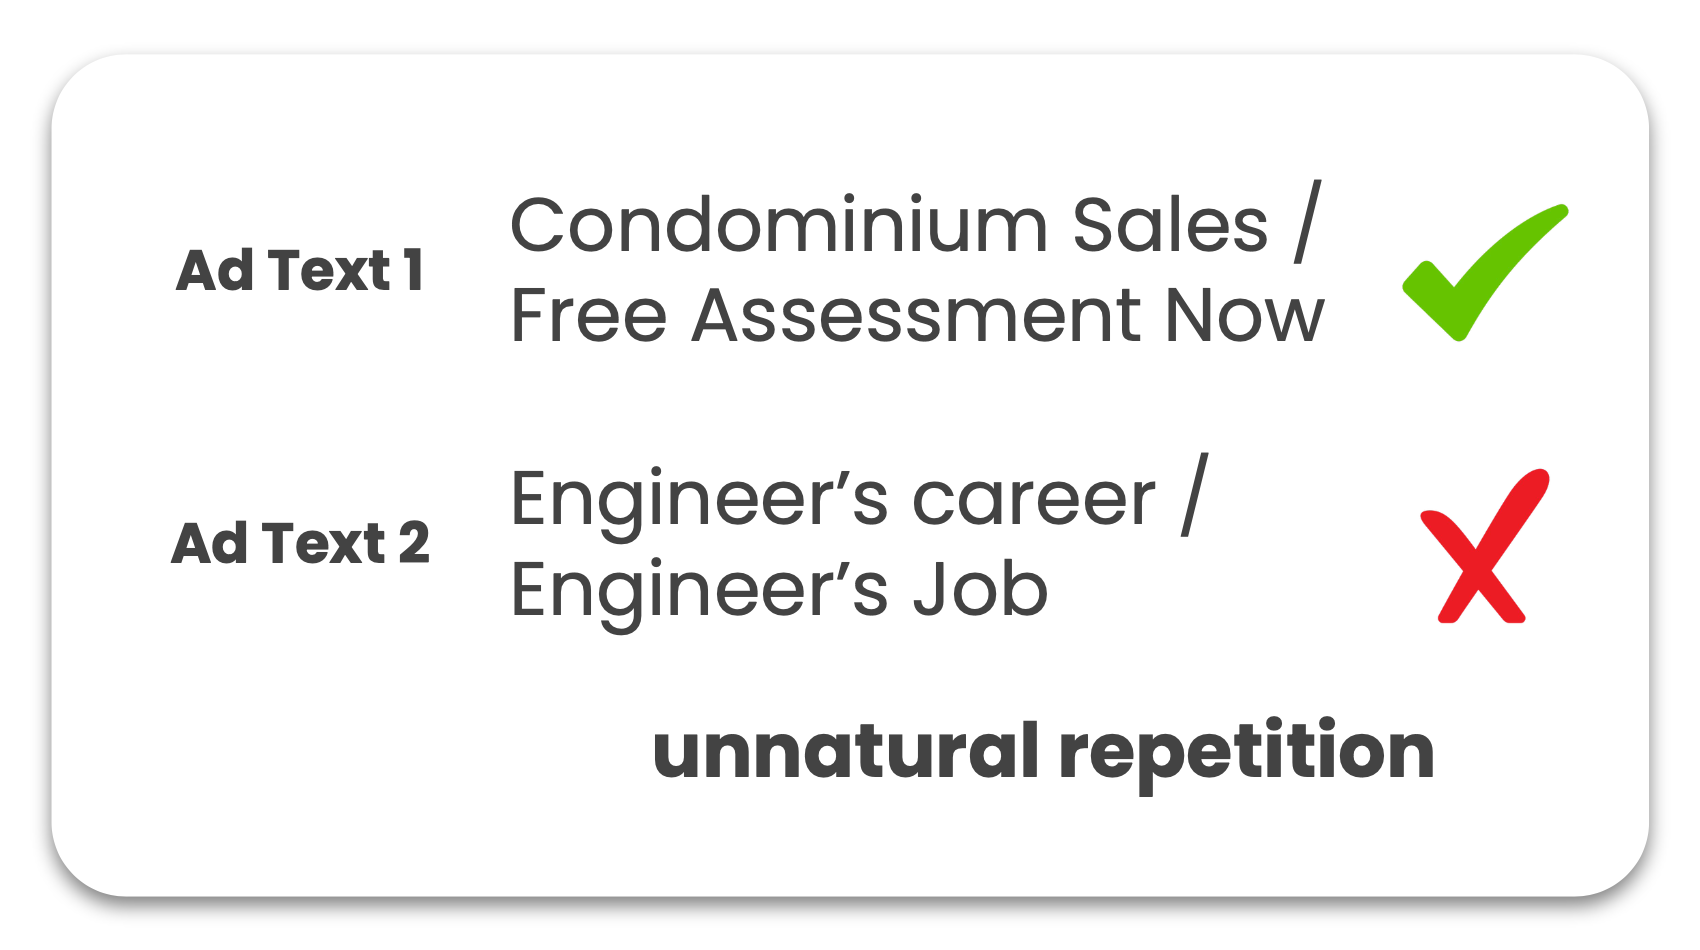 Ad Text 1
Condominium Sales /
Free Assessment Now
Ad Text 2
Engineer’s career /
Engineer’s Job
unnatural repetition